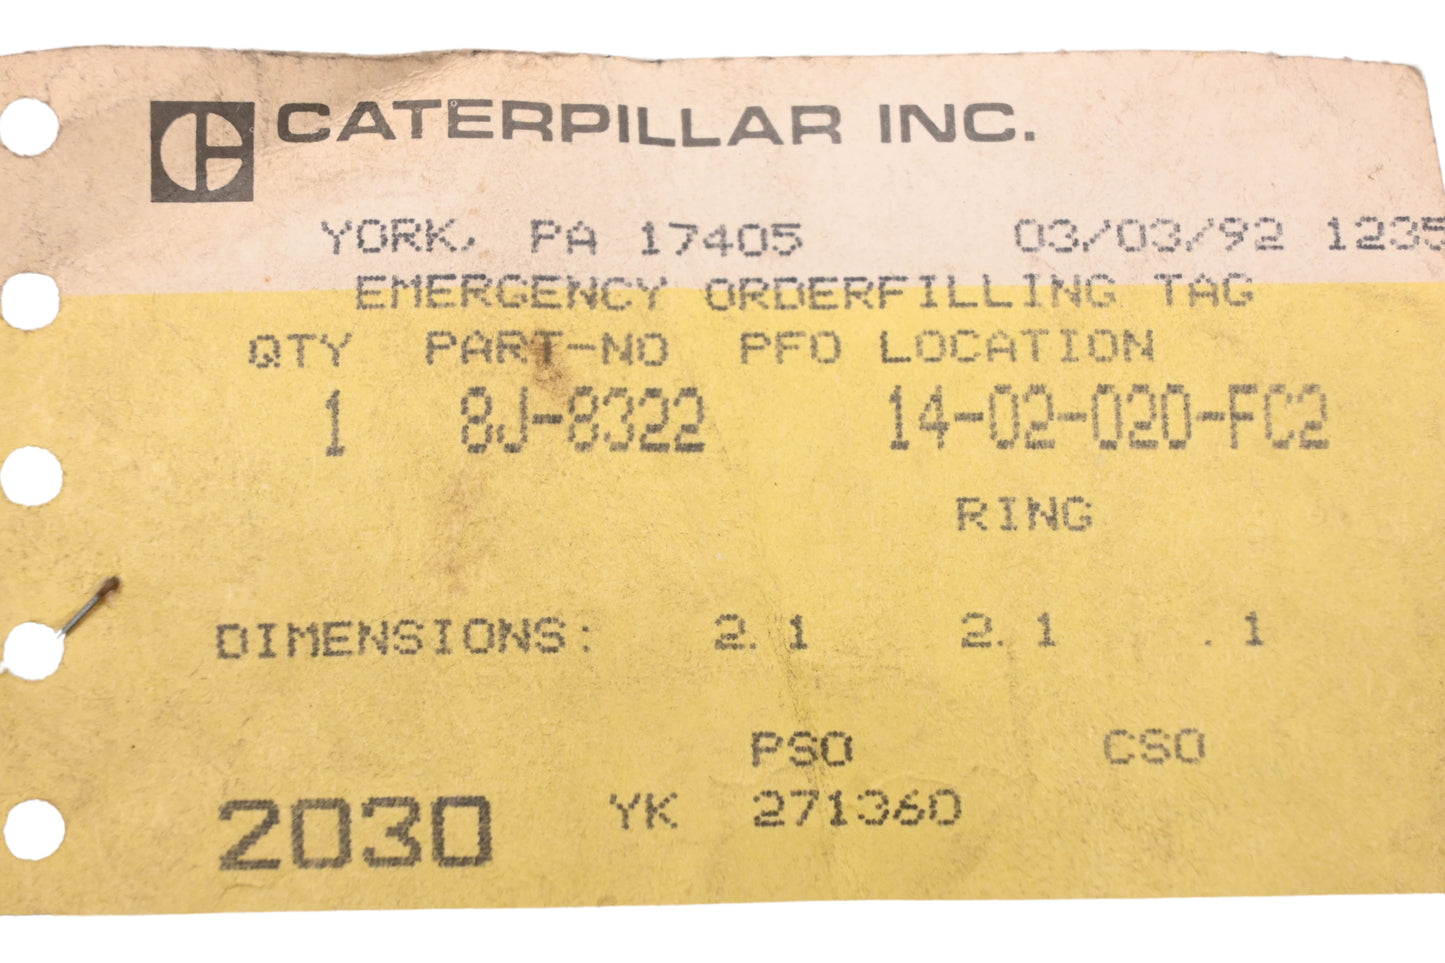 CATERPILLAR INC.
YORK, PA 17405 03/03/92 1235
EMERGENCY ORDERFILLING TAG
QTY PART-NO PFO LOCATION
1 8J-8322 14-02-020-FC2
RING
DIMENSIONS: 2.1 2.1 .1
PSO CSO
2030 YK 271360